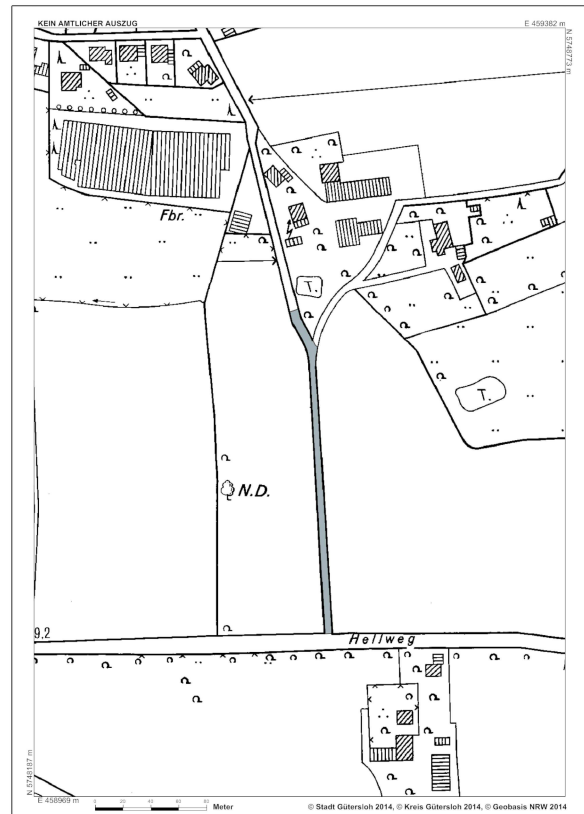 KEIN AMTLICHER AUSZUG
E 459382 m
N 5748773 m
Fbr.
T.
T.
N.D.
9,2
Hellweg
N 5748187 m
E 458969 m
0 20 40 60 80 Meter
© Stadt Gütersloh 2014, © Kreis Gütersloh 2014, © Geobasis NRW 2014